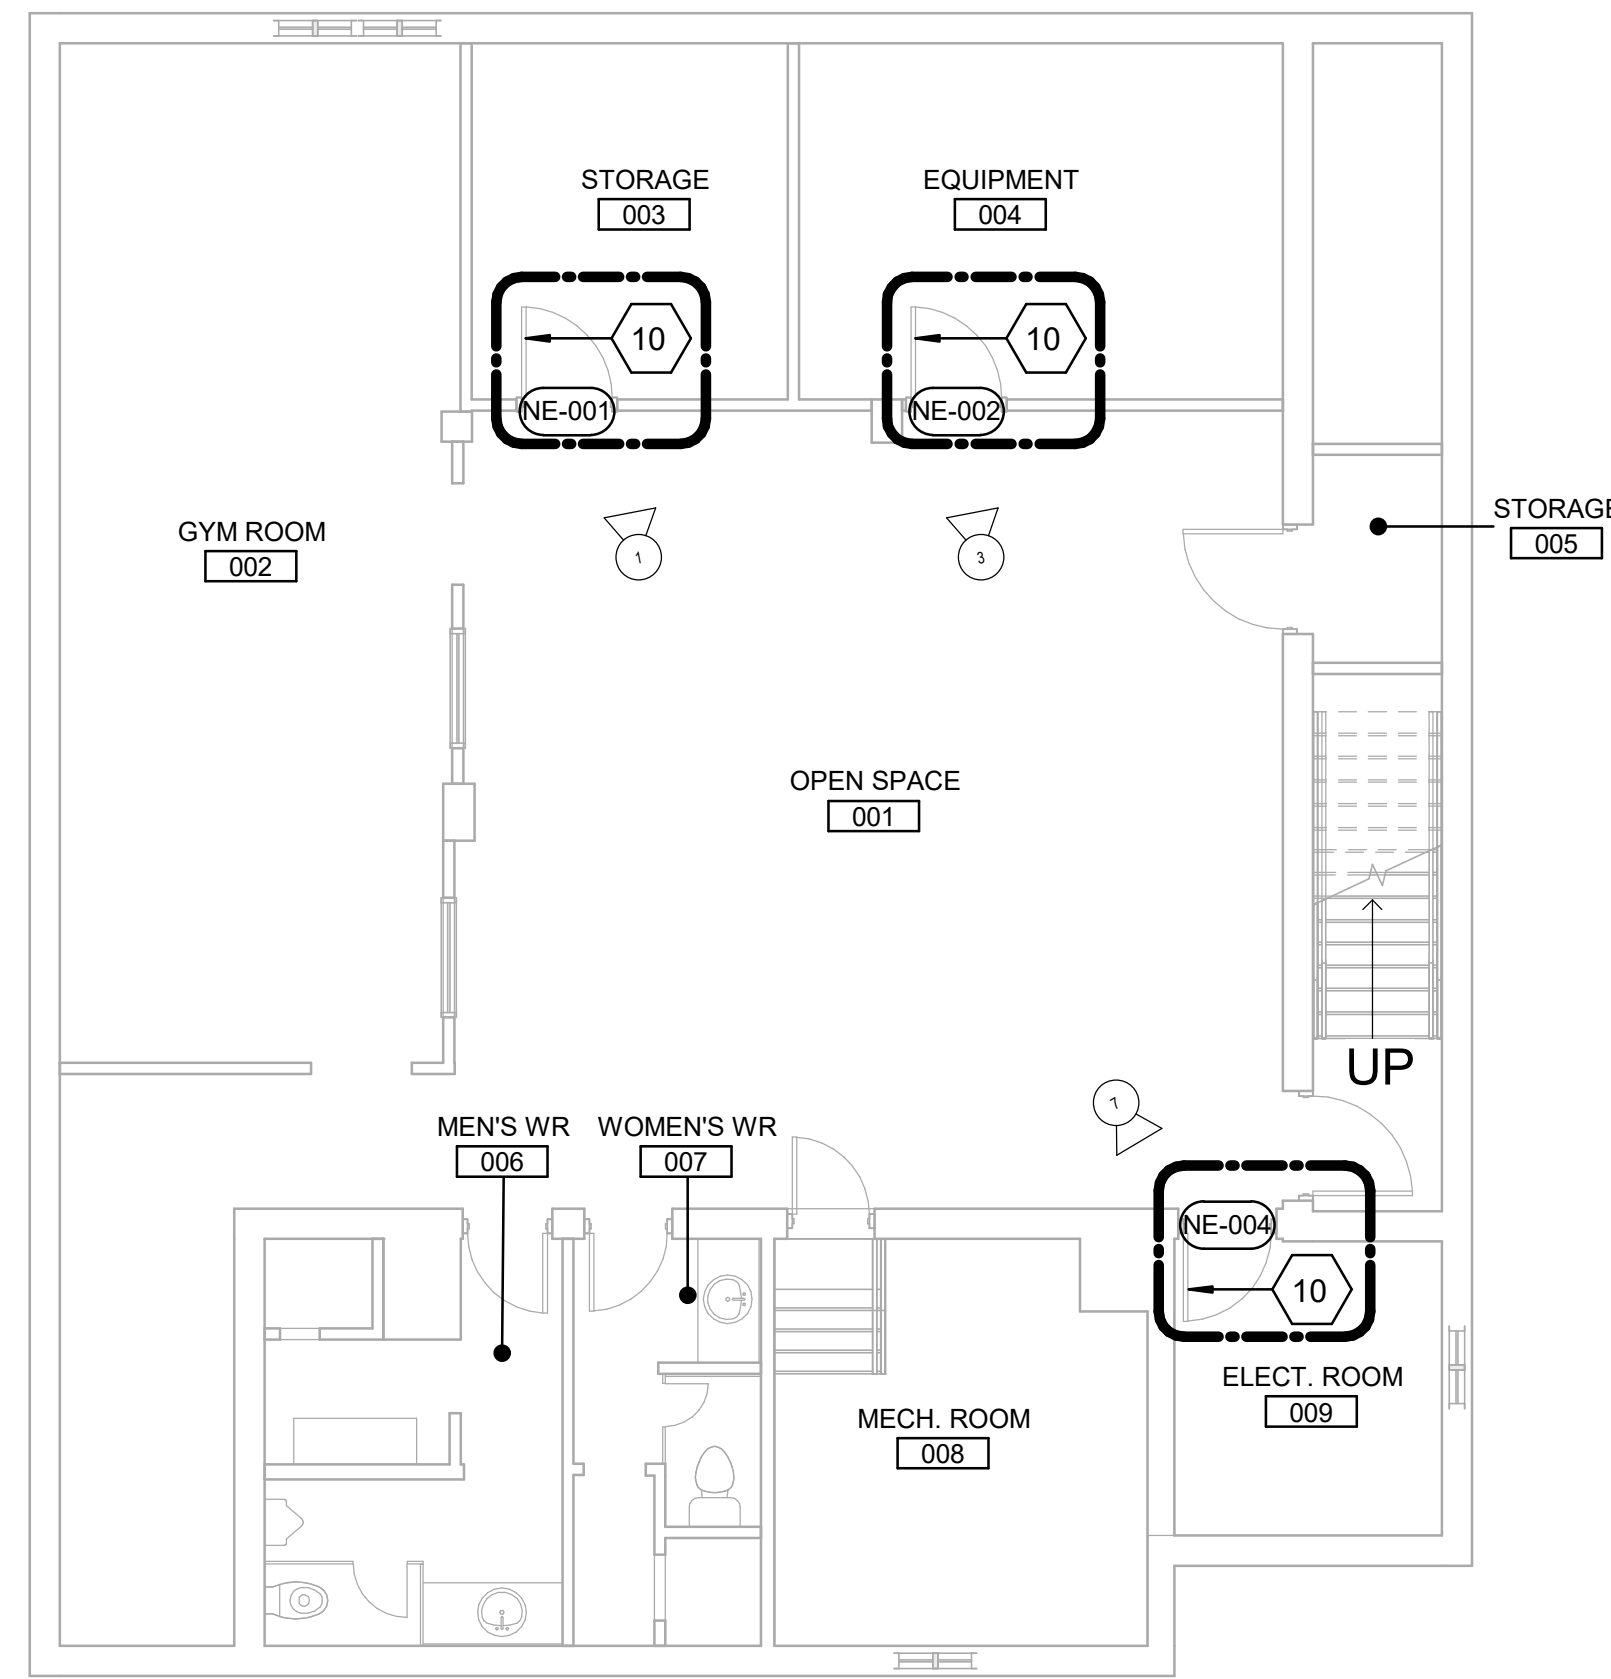 STORAGE
003
EQUIPMENT
004
10
10
NE-001
NE-002
STORAGE
005
GYM ROOM
002
1
3
OPEN SPACE
001
UP
7
MEN'S WR
006
WOMEN'S WR
007
NE-004
10
ELECT. ROOM
009
MECH. ROOM
008